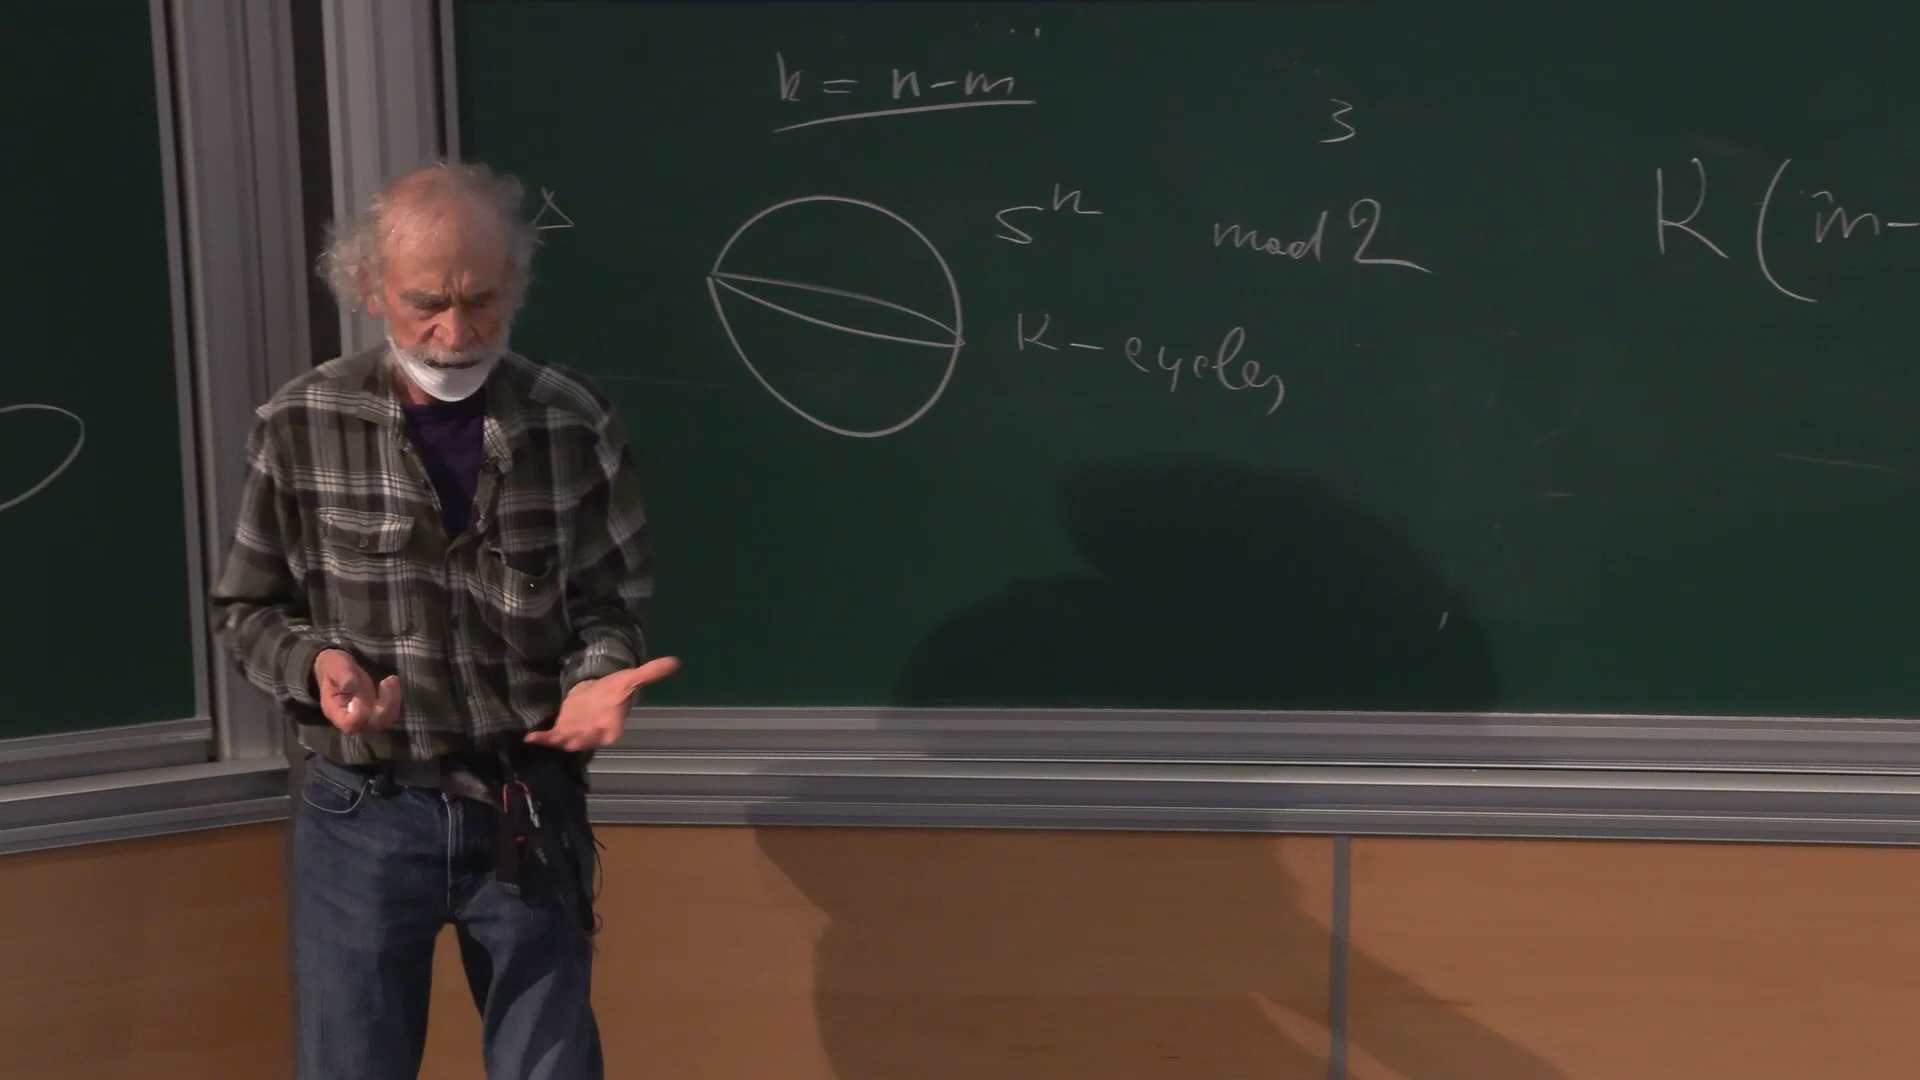 k = n-m
3
S^n mod 2
K (m-
K-cycles
Δ